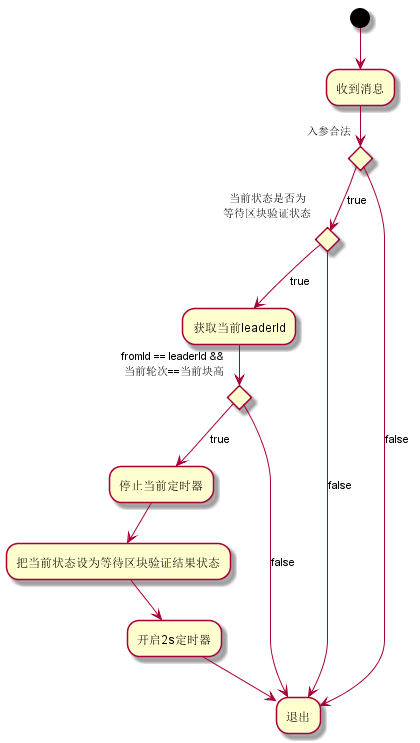 收到消息
入参合法
true
当前状态是否为
等待区块验证状态
true
获取当前leaderId
fromId == leaderId &&
当前轮次==当前块高
true
false
停止当前定时器
false
false
把当前状态设为等待区块验证结果状态
开启2s定时器
退出